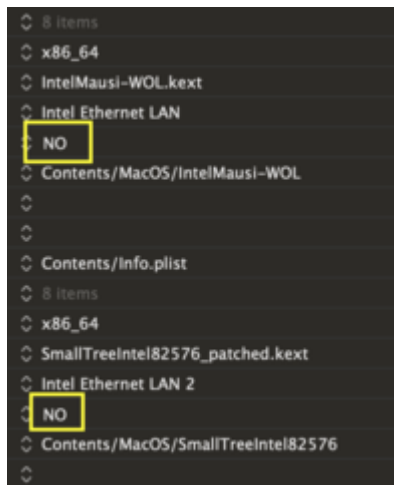 8 items
x86_64
IntelMausi-WOL.kext
Intel Ethernet LAN
NO
Contents/MacOS/IntelMausi-WOL
Contents/Info.plist
8 items
x86_64
SmallTreeIntel82576_patched.kext
Intel Ethernet LAN 2
NO
Contents/MacOS/SmallTreeIntel82576